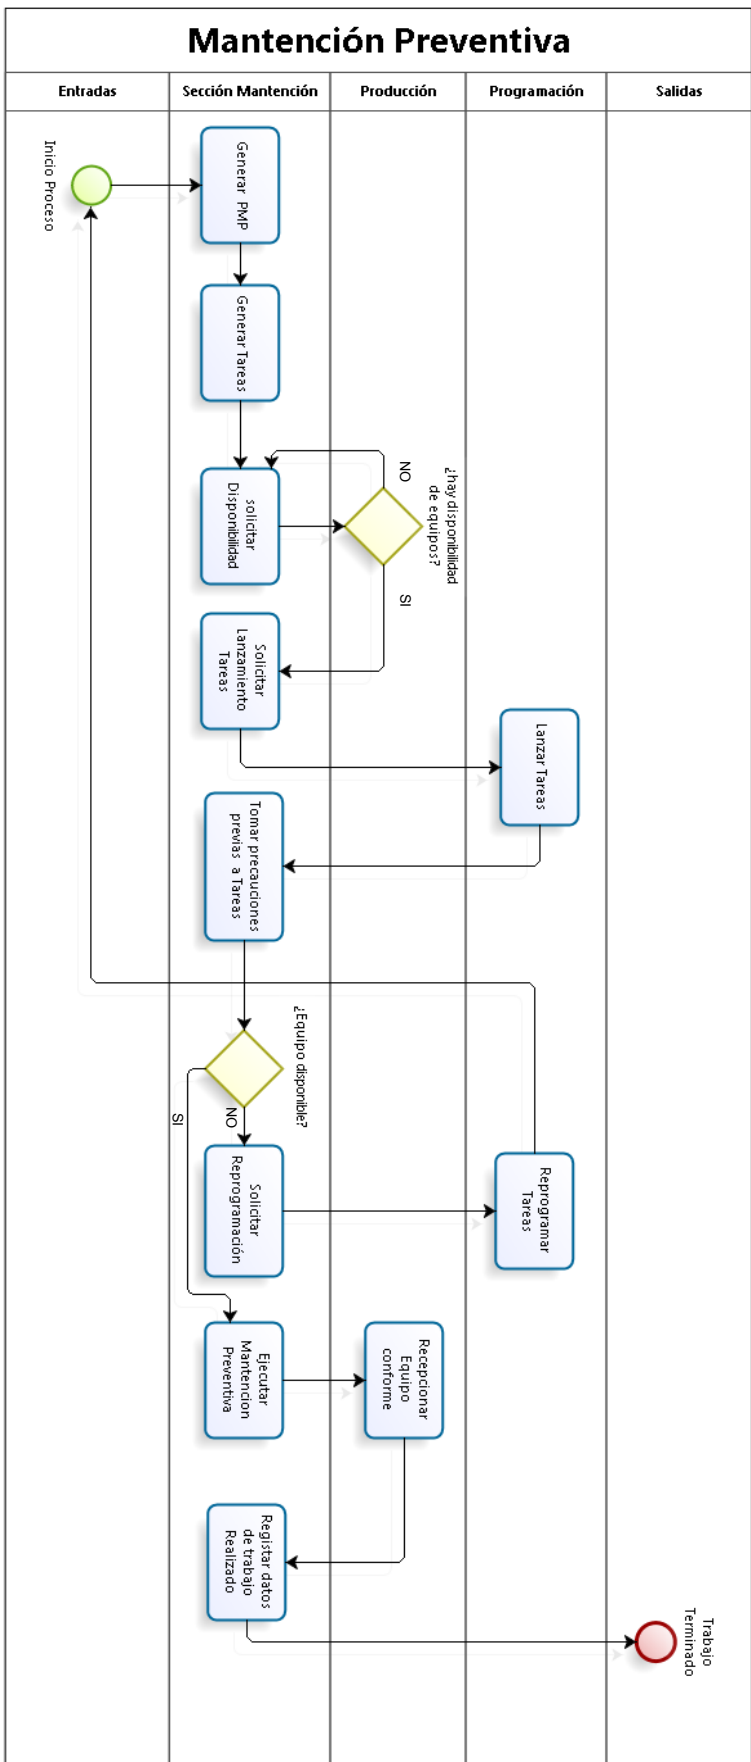 Mantención Preventiva
Entradas
Sección Mantención
Producción
Programación
Salidas
Inicio Proceso
Generar PMP
Generar Tareas
solicitar
Disponibilidad
¿hay disponibilidad
de equipos?
NO
SI
Solicitar
Lanzamiento
Tareas
Lanzar Tareas
Tomar precauciones
previas a Tareas
¿Equipo disponible?
NO
SI
Solicitar
Reprogramación
Reprogramar
Tareas
Ejecutar
Mantencion
Preventiva
Recepcionar
Equipo
conforme
Registar datos
de trabajo
Realizado
Trabajo
Terminado